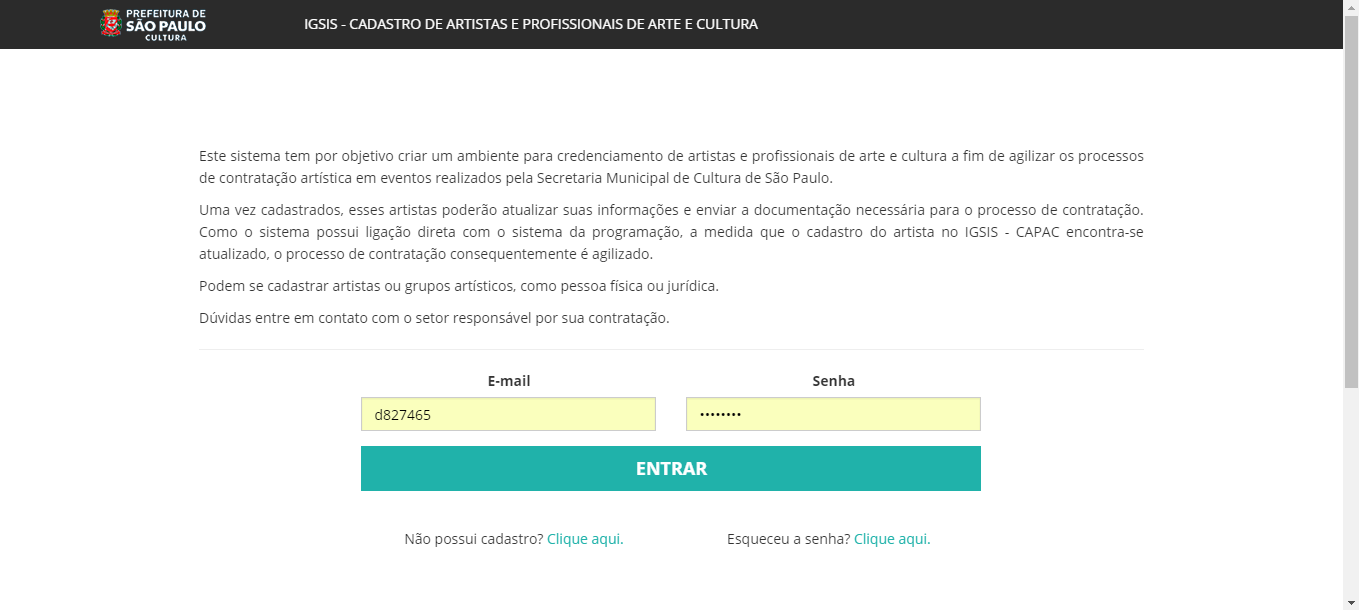 PREFEITURA DE
SÃO PAULO
CULTURA
IGSIS - CADASTRO DE ARTISTAS E PROFISSIONAIS DE ARTE E CULTURA
Este sistema tem por objetivo criar um ambiente para credenciamento de artistas e profissionais de arte e cultura a fim de agilizar os processos
de contratação artística em eventos realizados pela Secretaria Municipal de Cultura de São Paulo.
Uma vez cadastrados, esses artistas poderão atualizar suas informações e enviar a documentação necessária para o processo de contratação.
Como o sistema possui ligação direta com o sistema da programação, a medida que o cadastro do artista no IGSIS - CAPAC encontra-se
atualizado, o processo de contratação consequentemente é agilizado.
Podem se cadastrar artistas ou grupos artísticos, como pessoa física ou jurídica.
Dúvidas entre em contato com o setor responsável por sua contratação.
E-mail Senha
d827465 ••••••••
ENTRAR
Não possui cadastro? Clique aqui. Esqueceu a senha? Clique aqui.